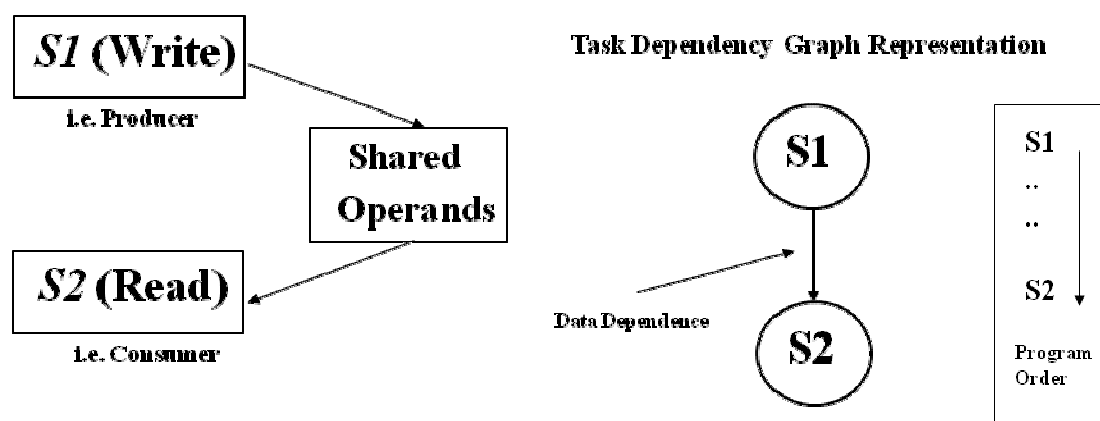 S1 (Write)
i.e. Producer
Shared
Operands
S2 (Read)
i.e. Consumer
Task Dependency Graph Representation
S1
Data Dependence
S2
S1
..
..
S2
Program
Order